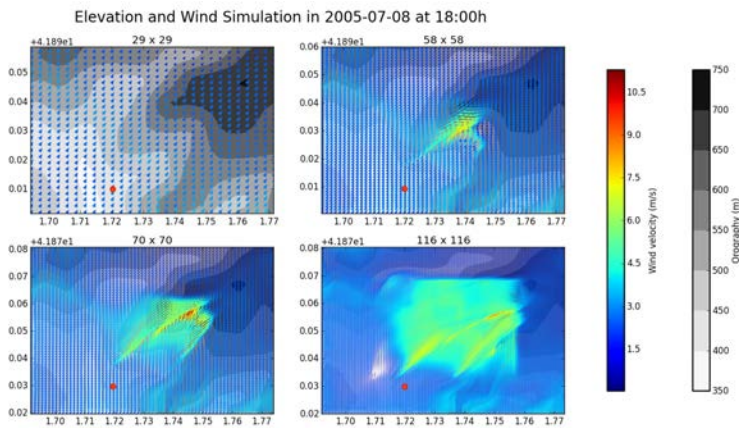 Elevation and Wind Simulation in 2005-07-08 at 18:00h
29 x 29
+4.189e1
0.05
0.04
0.03
0.02
0.01
1.70 1.71 1.72 1.73 1.74 1.75 1.76 1.77
58 x 58
+4.189e1
0.06
0.05
0.04
0.03
0.02
0.01
1.70 1.71 1.72 1.73 1.74 1.75 1.76 1.77
70 x 70
+4.187e1
0.08
0.07
0.06
0.05
0.04
0.03
0.02
1.70 1.71 1.72 1.73 1.74 1.75 1.76 1.77
116 x 116
+4.187e1
0.08
0.07
0.06
0.05
0.04
0.03
0.02
1.70 1.71 1.72 1.73 1.74 1.75 1.76 1.77
10.5
9.0
7.5
6.0
4.5
3.0
1.5
Wind velocity (m/s)
750
700
650
600
550
500
450
400
350
Orography (m)